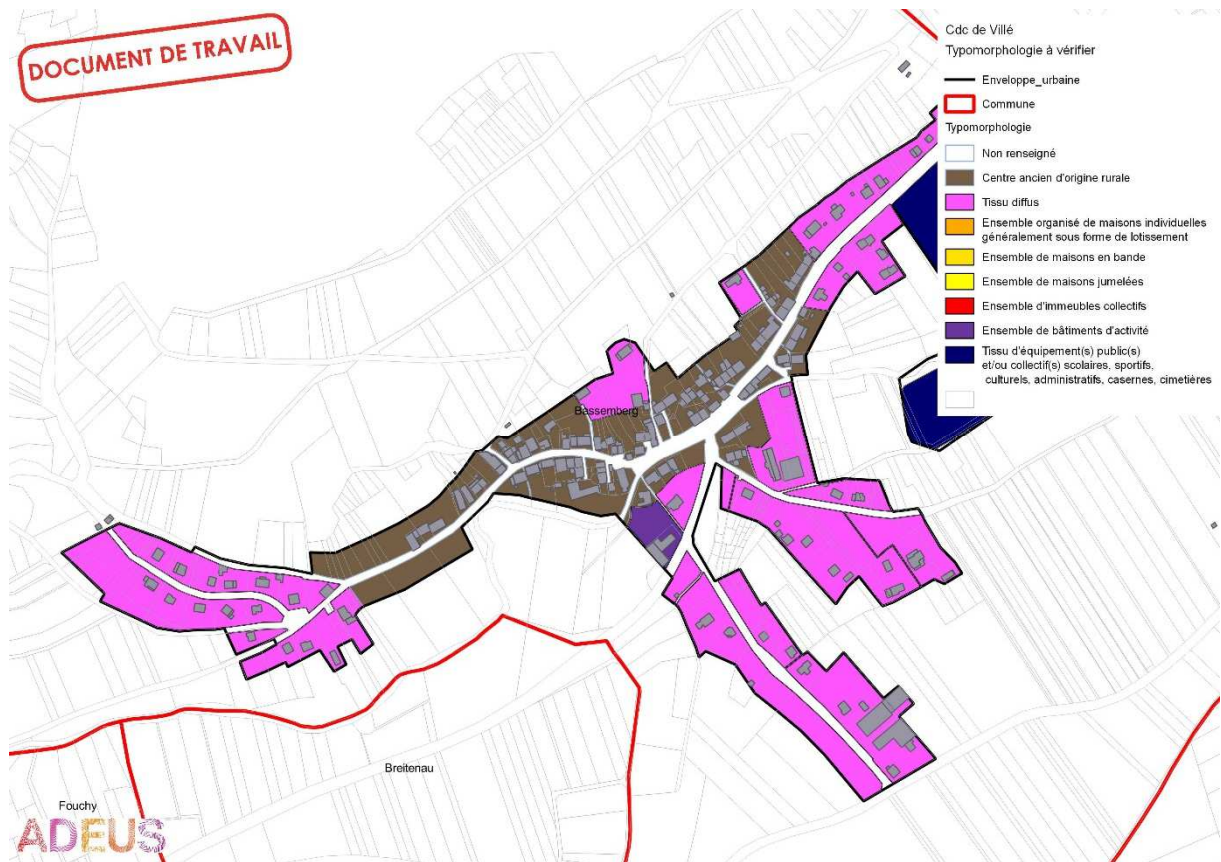 DOCUMENT DE TRAVAIL
Cdc de Villé
Typomorphologie à vérifier
Enveloppe_urbaine
Commune
Typomorphologie
Non renseigné
Centre ancien d'origine rurale
Tissu diffus
Ensemble organisé de maisons individuelles
généralement sous forme de lotissement
Ensemble de maisons en bande
Ensemble de maisons jumelées
Ensemble d'immeubles collectifs
Ensemble de bâtiments d'activité
Tissu d'équipement(s) public(s)
et/ou collectif(s) scolaires, sportifs,
culturels, administratifs, casernes, cimetières
Bassemberg
Breitenau
Fouchy
ADEUS